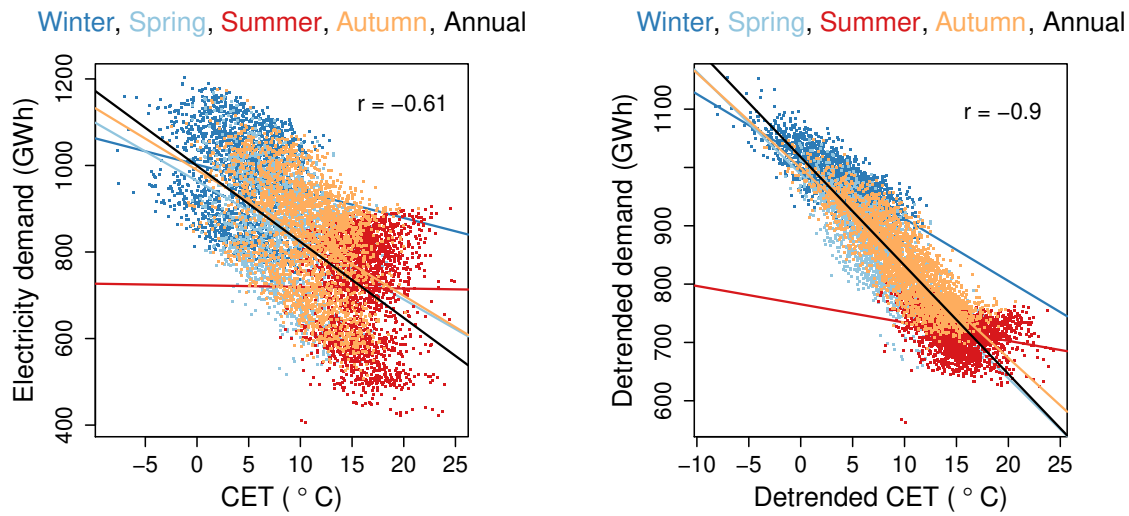 Winter, Spring, Summer, Autumn, Annual
r = −0.61
Electricity demand (GWh)
1200
1000
800
600
400
−5 0 5 10 15 20 25
CET ( ° C)
Winter, Spring, Summer, Autumn, Annual
r = −0.9
Detrended demand (GWh)
1100
900
800
700
600
−10 −5 0 5 10 15 20 25
Detrended CET ( ° C)